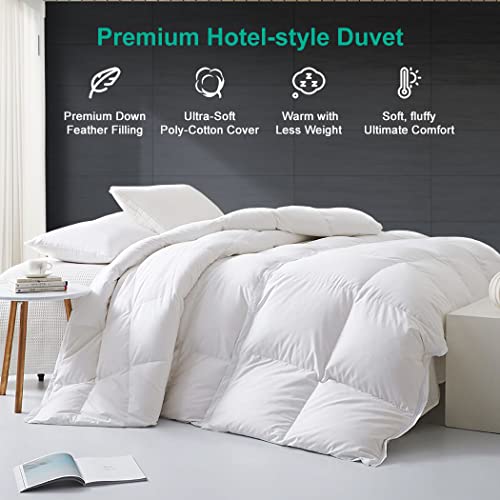 Premium Hotel-style Duvet
Premium Down
Feather Filling
Ultra-Soft
Poly-Cotton Cover
Warm with
Less Weight
Soft, fluffy
Ultimate Comfort